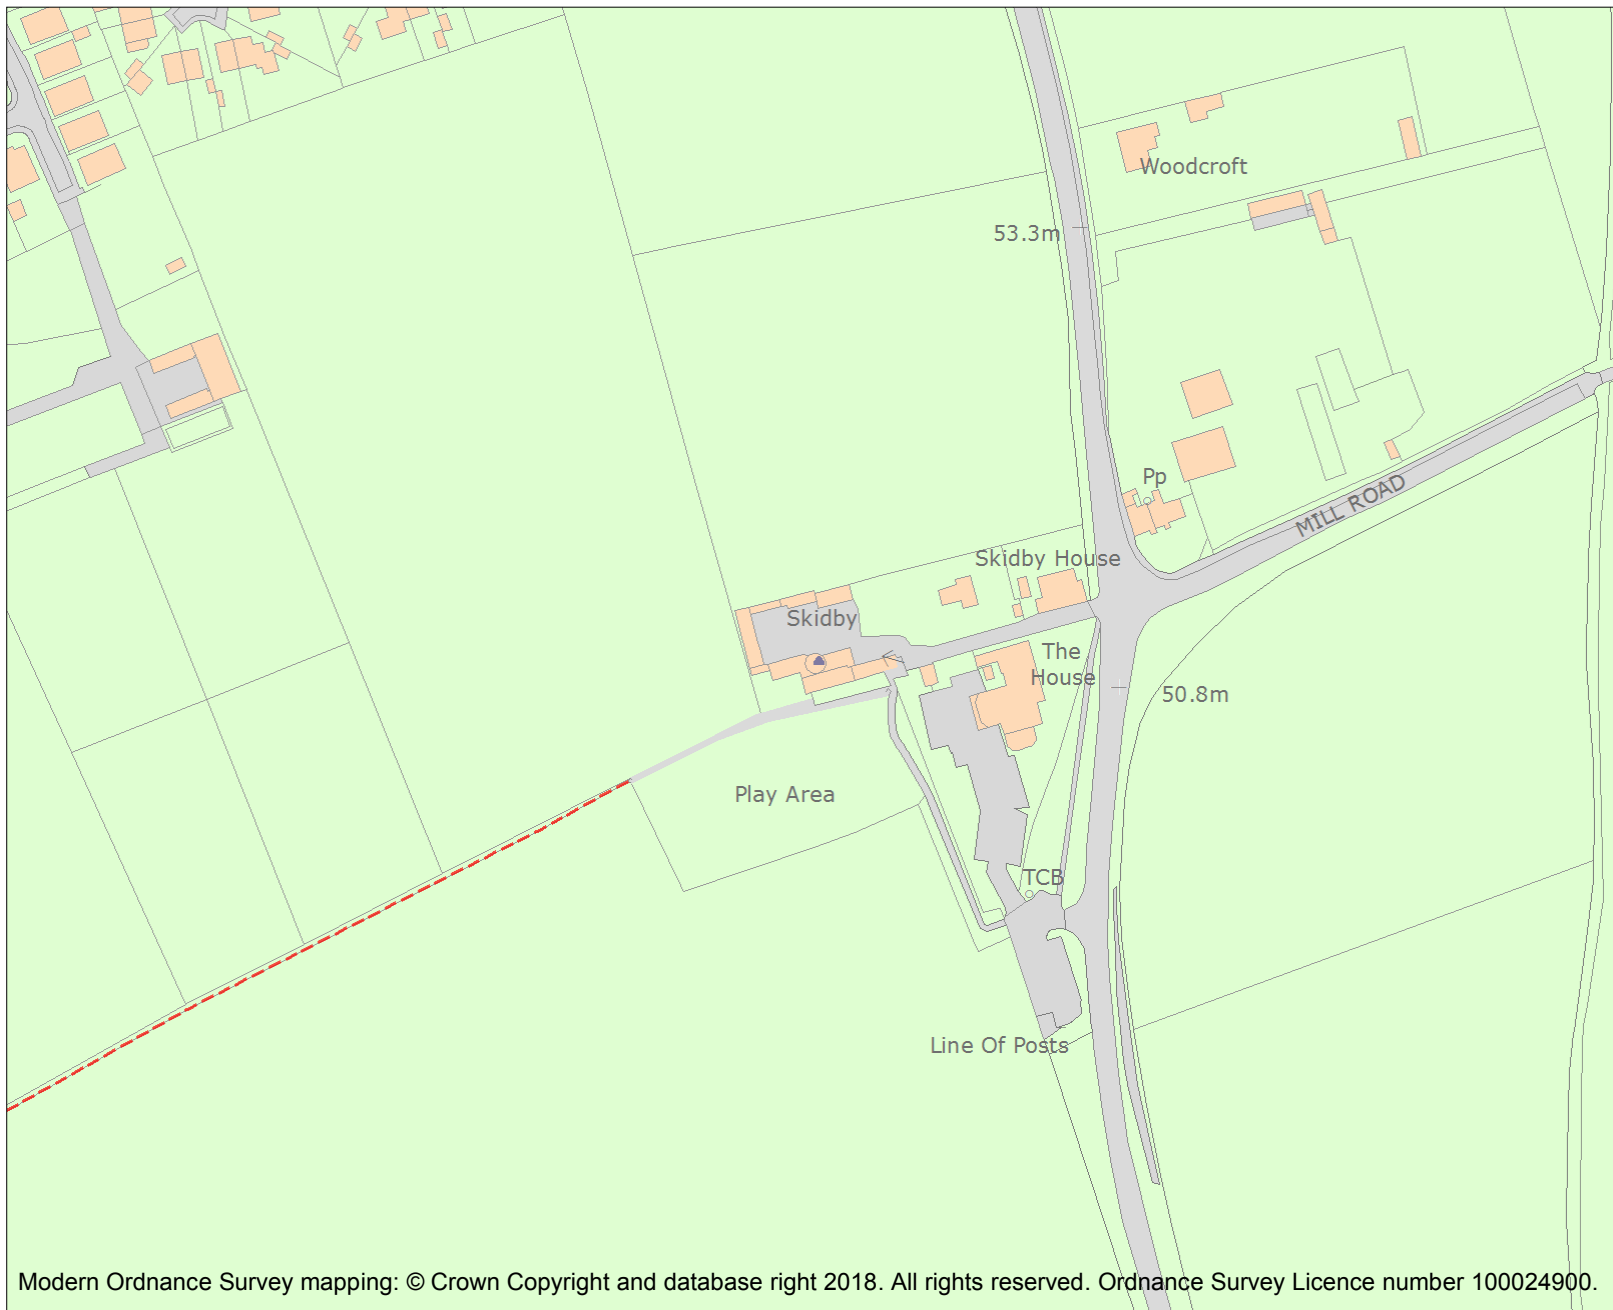 Woodcroft
53.3m
Pp
MILL ROAD
Skidby House
Skidby
The
House
50.8m
Play Area
TCB
Line Of Posts
Modern Ordnance Survey mapping: © Crown Copyright and database right 2018. All rights reserved. Ordnance Survey Licence number 100024900.